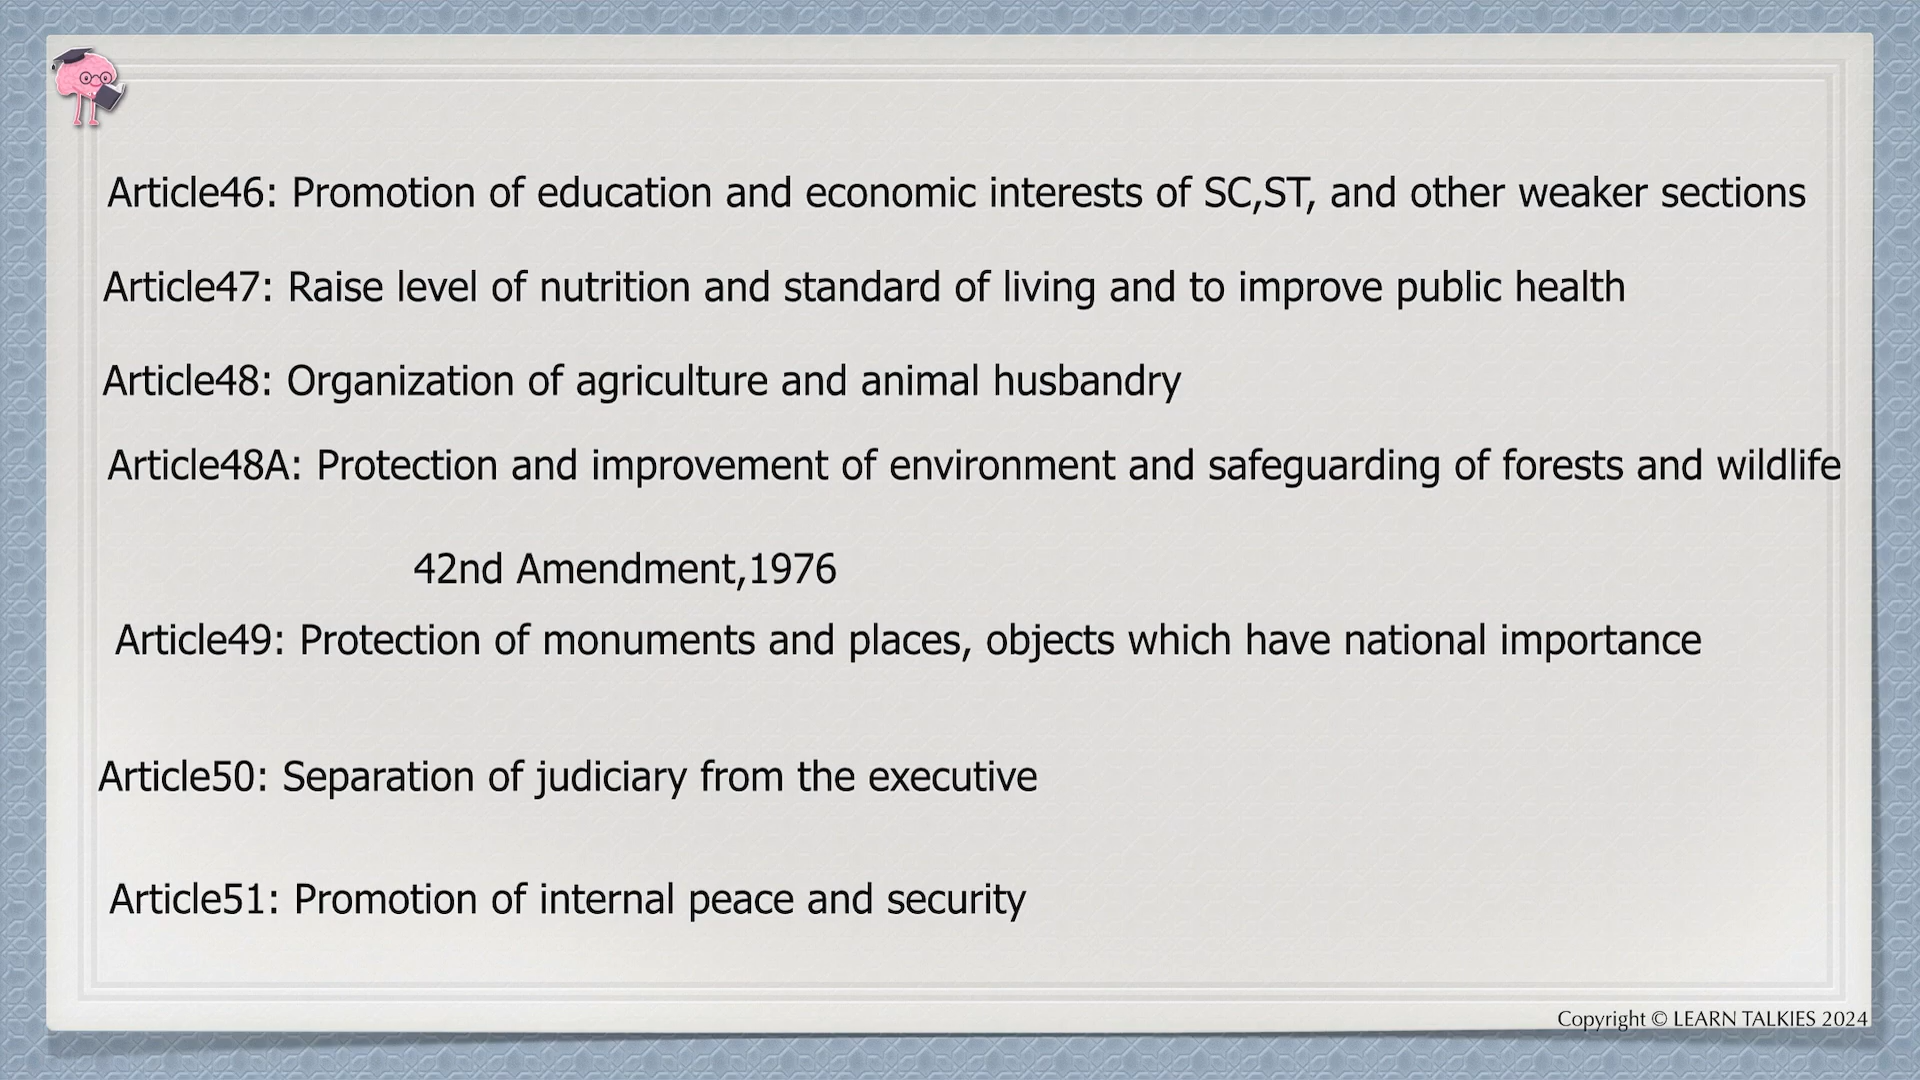 Article46: Promotion of education and economic interests of SC,ST, and other weaker sections
Article47: Raise level of nutrition and standard of living and to improve public health
Article48: Organization of agriculture and animal husbandry
Article48A: Protection and improvement of environment and safeguarding of forests and wildlife
42nd Amendment,1976
Article49: Protection of monuments and places, objects which have national importance
Article50: Separation of judiciary from the executive
Article51: Promotion of internal peace and security
Copyright © LEARN TALKIES 2024